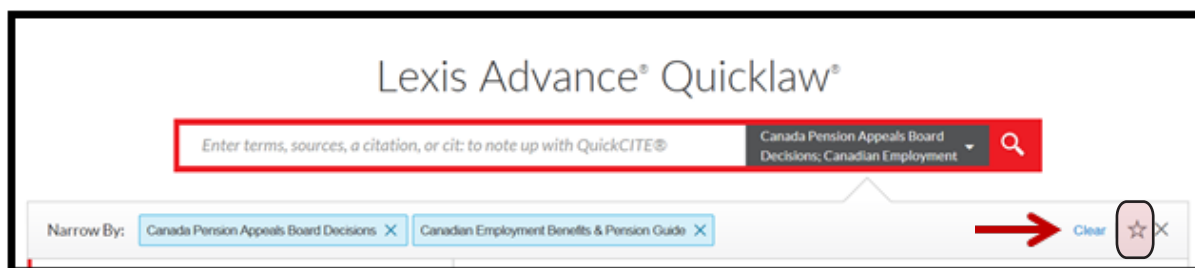 Lexis Advance® Quicklaw®
Enter terms, sources, a citation, or cit: to note up with QuickCITE®
Canada Pension Appeals Board
Decisions; Canadian Employment
Narrow By: Canada Pension Appeals Board Decisions Canadian Employment Benefits & Pension Guide Clear